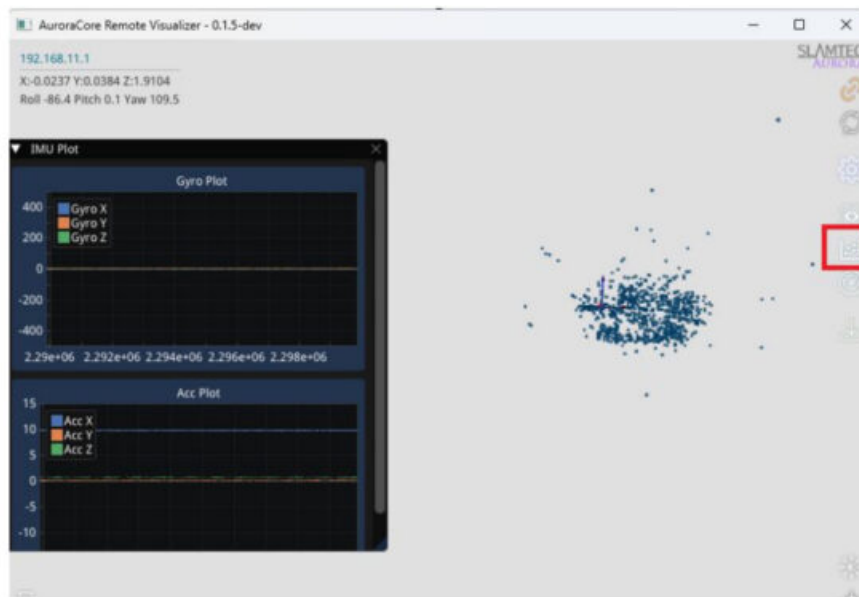 AuroraCore Remote Visualizer - 0.1.5-dev
192.168.11.1
X:-0.0237 Y:0.0384 Z:1.9104
Roll -86.4 Pitch 0.1 Yaw 109.5
SLAMTEC
AURORA
IMU Plot
Gyro Plot
400
Gyro X
Gyro Y
200
Gyro Z
0
-200
-400
2.29e+06 2.292e+06 2.294e+06 2.296e+06 2.298e+06
Acc Plot
15
Acc X
10
Acc Y
Acc Z
5
0
-5
-10